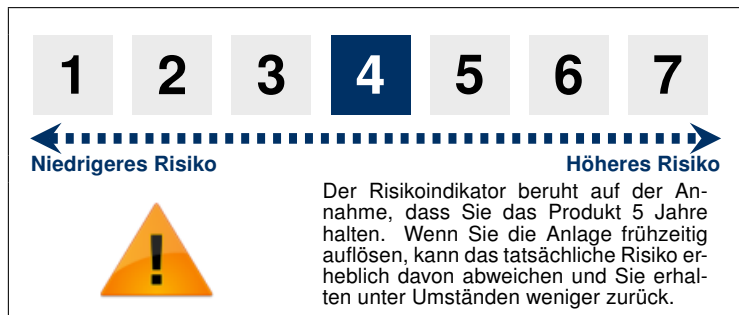 1 2 3 4 5 6 7
Niedrigeres Risiko Höheres Risiko
!
Der Risikoindikator beruht auf der An-
nahme, dass Sie das Produkt 5 Jahre
halten. Wenn Sie die Anlage frühzeitig
auflösen, kann das tatsächliche Risiko er-
heblich davon abweichen und Sie erhal-
ten unter Umständen weniger zurück.